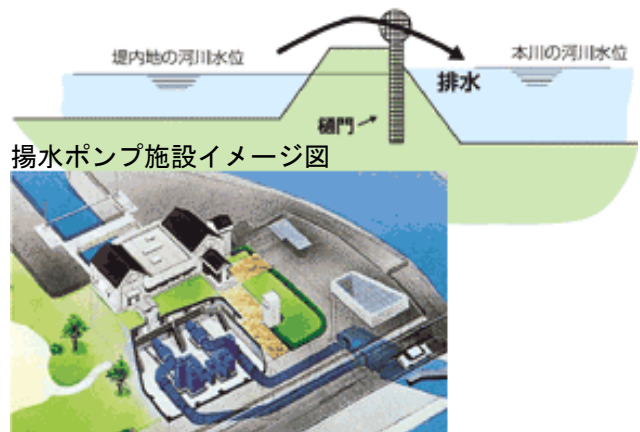 堤内地の河川水位
本川の河川水位
排水
樋門
揚水ポンプ施設イメージ図